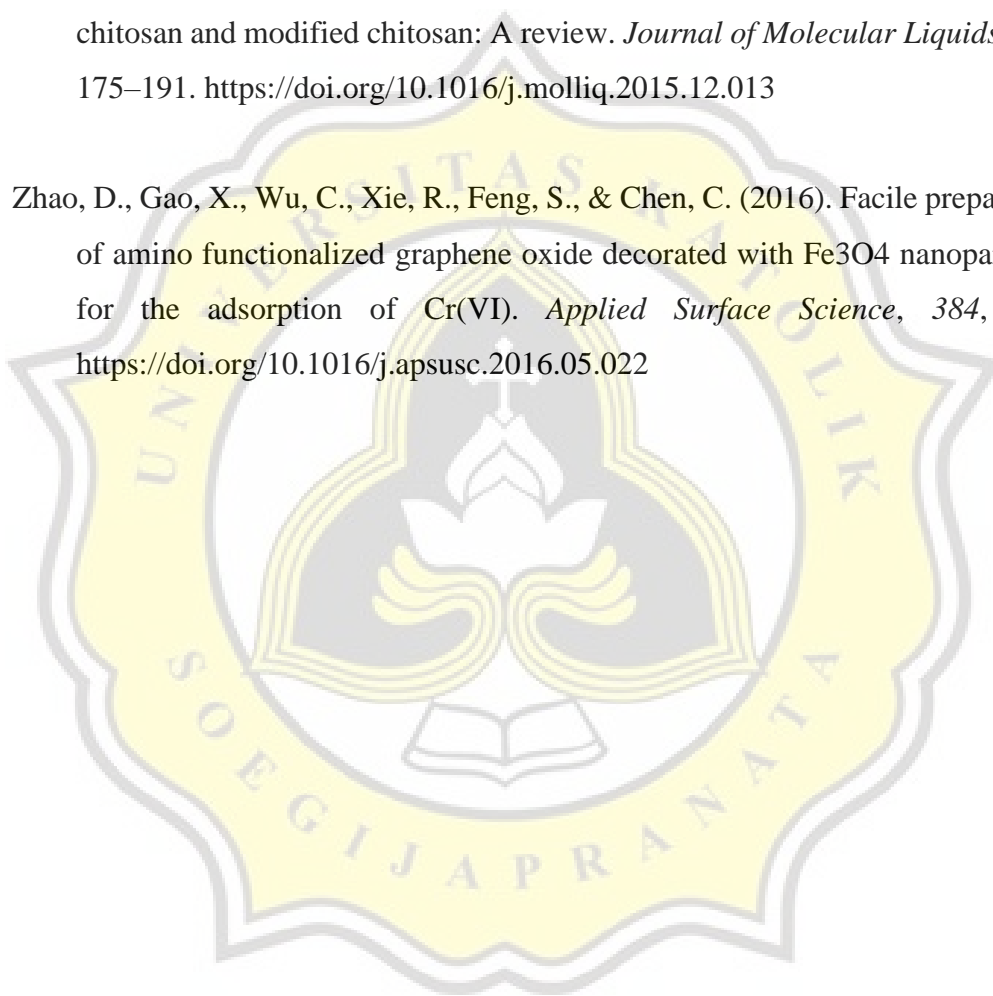 chitosan and modified chitosan: A review. Journal of Molecular Liquids
175–191. https://doi.org/10.1016/j.molliq.2015.12.013
Zhao, D., Gao, X., Wu, C., Xie, R., Feng, S., & Chen, C. (2016). Facile prepa
of amino functionalized graphene oxide decorated with Fe3O4 nanopa
for the adsorption of Cr(VI). Applied Surface Science, 384,
https://doi.org/10.1016/j.apsusc.2016.05.022
UNIVERSITAS KATOLIK
SOEGIJAPRANATA